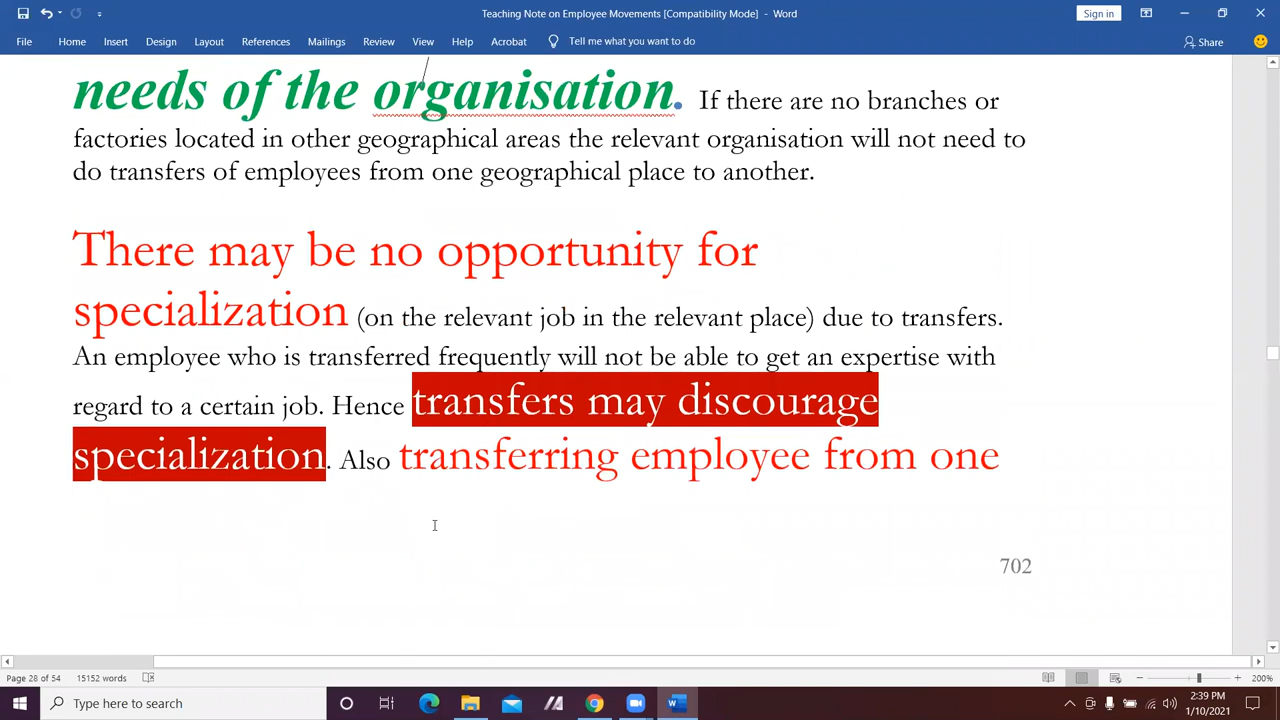 Teaching Note on Employee Movements [Compatibility Mode] - Word
Sign in
File Home Insert Design Layout References Mailings Review View Help Acrobat Tell me what you want to do Share
needs of the organisation. If there are no branches or
factories located in other geographical areas the relevant organisation will not need to
do transfers of employees from one geographical place to another.
There may be no opportunity for
specialization (on the relevant job in the relevant place) due to transfers.
An employee who is transferred frequently will not be able to get an expertise with
regard to a certain job. Hence transfers may discourage
specialization. Also transferring employee from one
702
Page 28 of 54 15152 words 200%
Type here to search
2:39 PM
1/10/2021